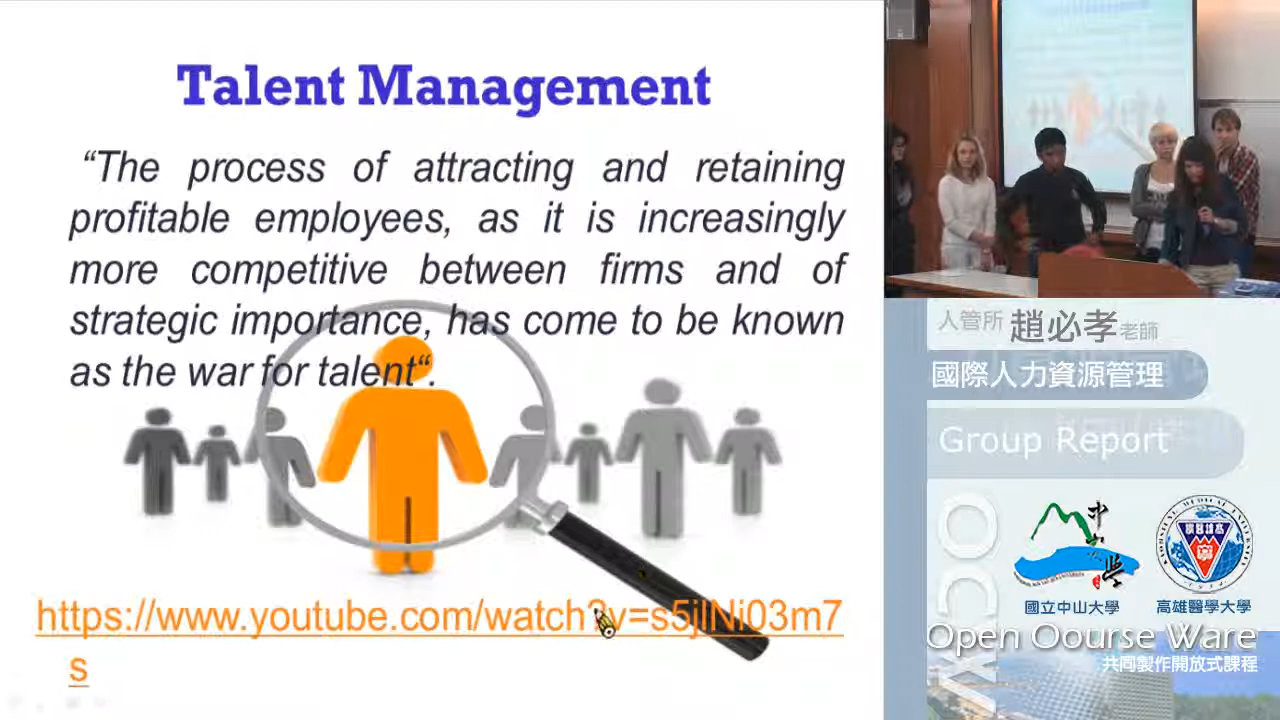 Talent Management
“The process of attracting and retaining
profitable employees, as it is increasingly
more competitive between firms and of
strategic importance, has come to be known
as the war for talent“.
https://www.youtube.com/watch?v=s5jlNi03m7
s
人管所 趙必孝老師
國際人力資源管理
Group Report
OCW
國立中山大學
高雄醫學大學
Open Oourse Ware
共同製作開放式課程